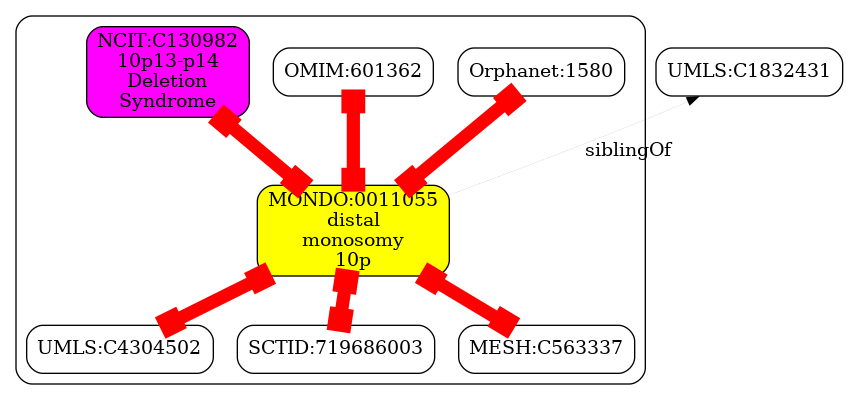 NCIT:C130982
10p13-p14
Deletion
Syndrome
OMIM:601362
Orphanet:1580
UMLS:C1832431
siblingOf
MONDO:0011055
distal
monosomy
10p
UMLS:C4304502
SCTID:719686003
MESH:C563337